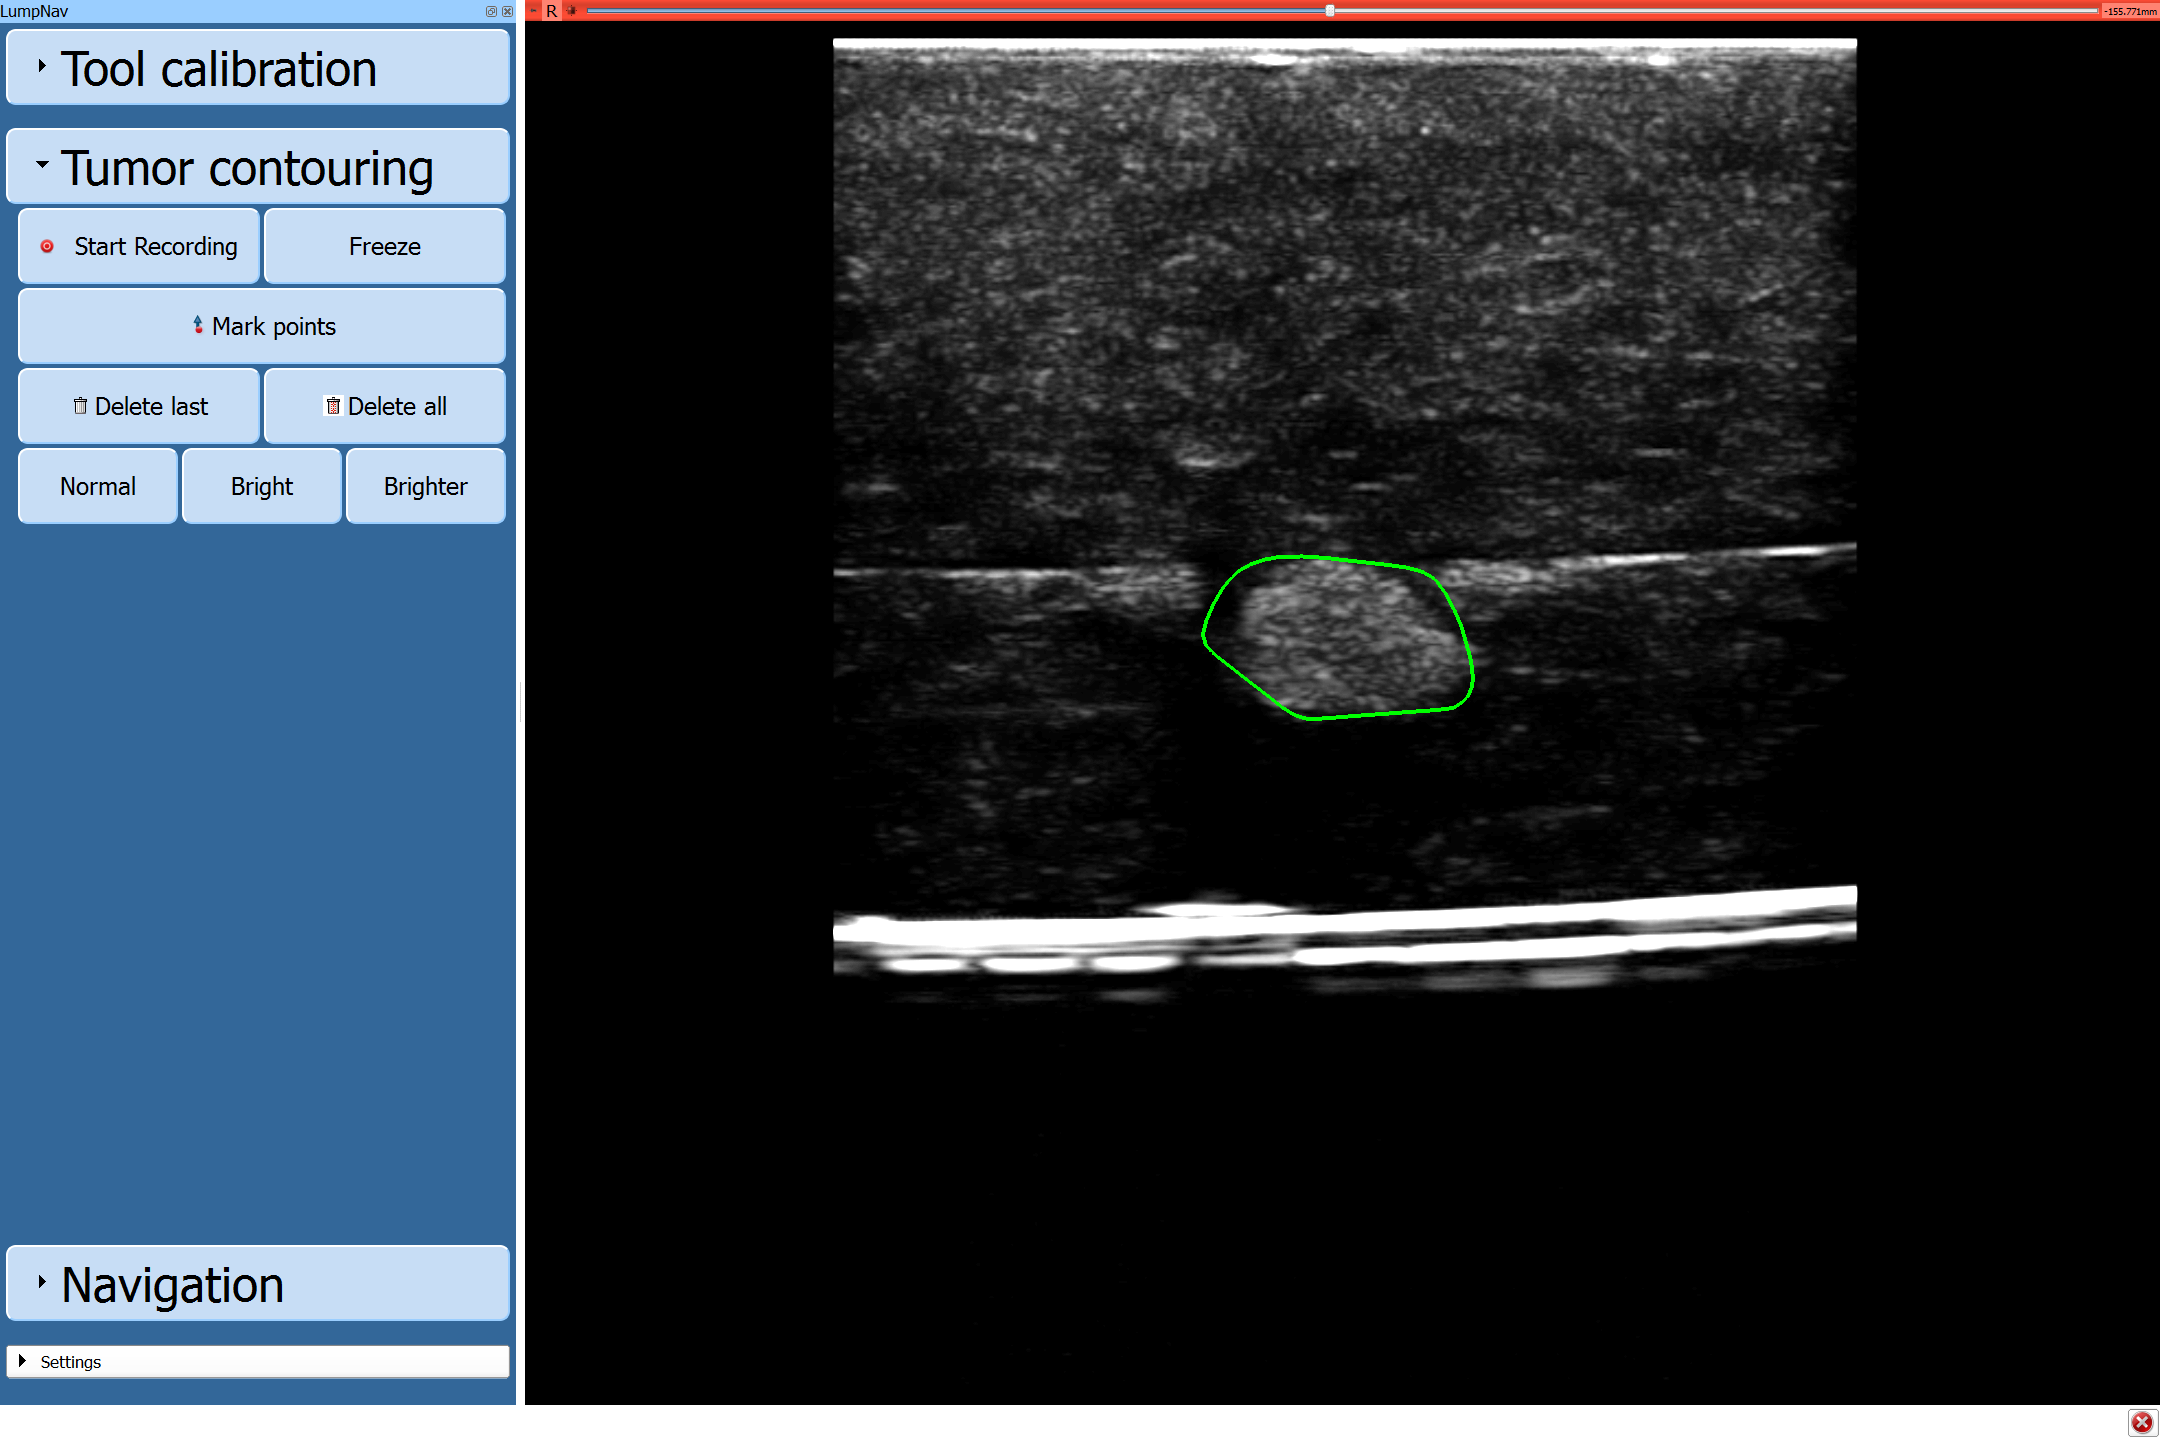 LumpNav
R
-155.771mm
Tool calibration
Tumor contouring
Start Recording
Freeze
Mark points
Delete last
Delete all
Normal
Bright
Brighter
Navigation
Settings